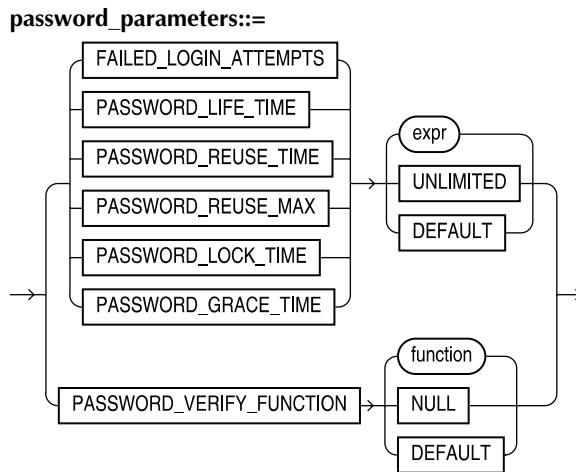 password_parameters::=
FAILED_LOGIN_ATTEMPTS
PASSWORD_LIFE_TIME
PASSWORD_REUSE_TIME
PASSWORD_REUSE_MAX
PASSWORD_LOCK_TIME
PASSWORD_GRACE_TIME
expr
UNLIMITED
DEFAULT
PASSWORD_VERIFY_FUNCTION
function
NULL
DEFAULT